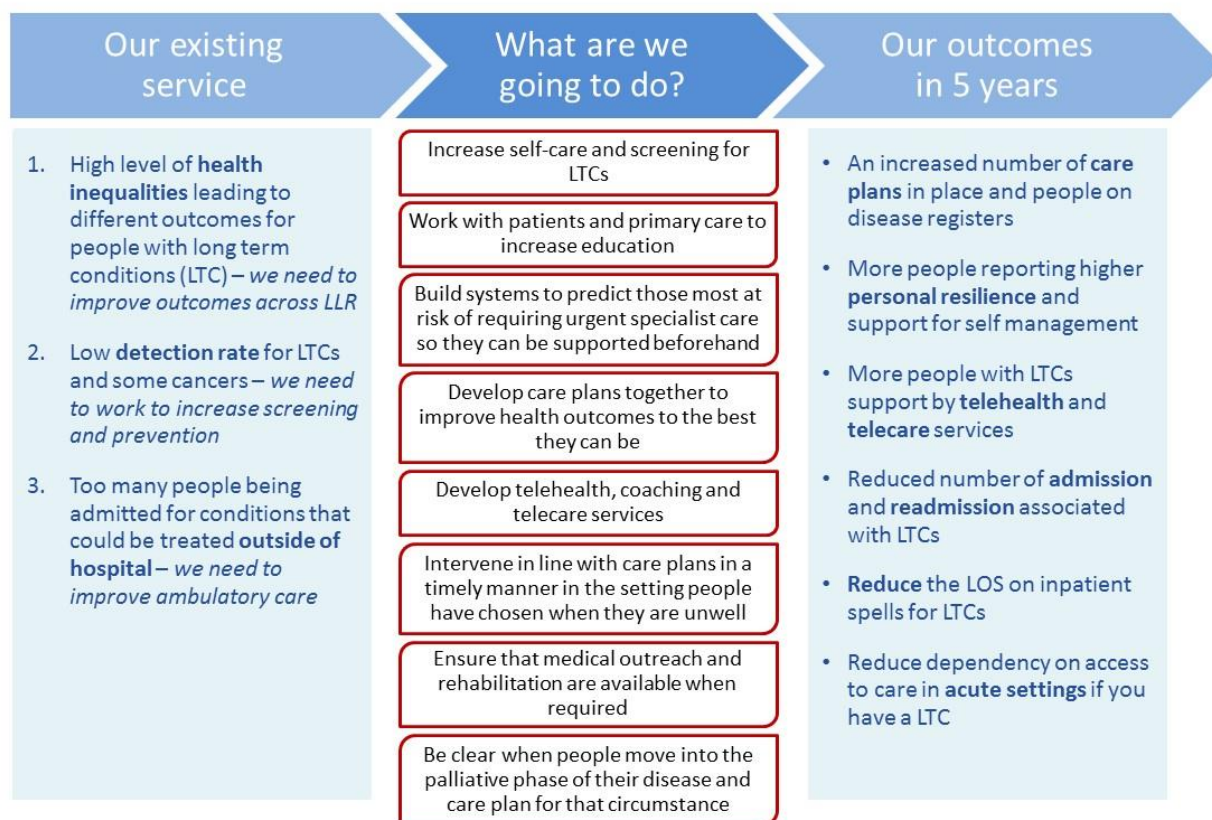 Our existing
service
What are we
going to do?
Our outcomes
in 5 years
1. High level of health
inequalities leading to
different outcomes for
people with long term
conditions (LTC) – we need to
improve outcomes across LLR
2. Low detection rate for LTCs
and some cancers – we need
to work to increase screening
and prevention
3. Too many people being
admitted for conditions that
could be treated outside of
hospital – we need to
improve ambulatory care
Increase self-care and screening for
LTCs
Work with patients and primary care to
increase education
Build systems to predict those most at
risk of requiring urgent specialist care
so they can be supported beforehand
Develop care plans together to
improve health outcomes to the best
they can be
Develop telehealth, coaching and
telecare services
Intervene in line with care plans in a
timely manner in the setting people
have chosen when they are unwell
Ensure that medical outreach and
rehabilitation are available when
required
Be clear when people move into the
palliative phase of their disease and
care plan for that circumstance
• An increased number of care
plans in place and people on
disease registers
• More people reporting higher
personal resilience and
support for self management
• More people with LTCs
support by telehealth and
telecare services
• Reduced number of admission
and readmission associated
with LTCs
• Reduce the LOS on inpatient
spells for LTCs
• Reduce dependency on access
to care in acute settings if you
have a LTC